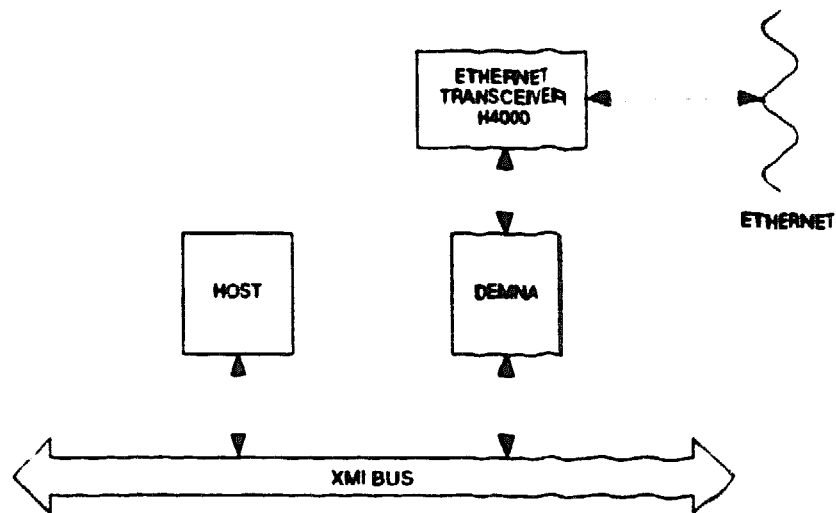 ETHERNET
TRANSCEIVER
H4000
ETHERNET
HOST
DEMNA
XMI BUS